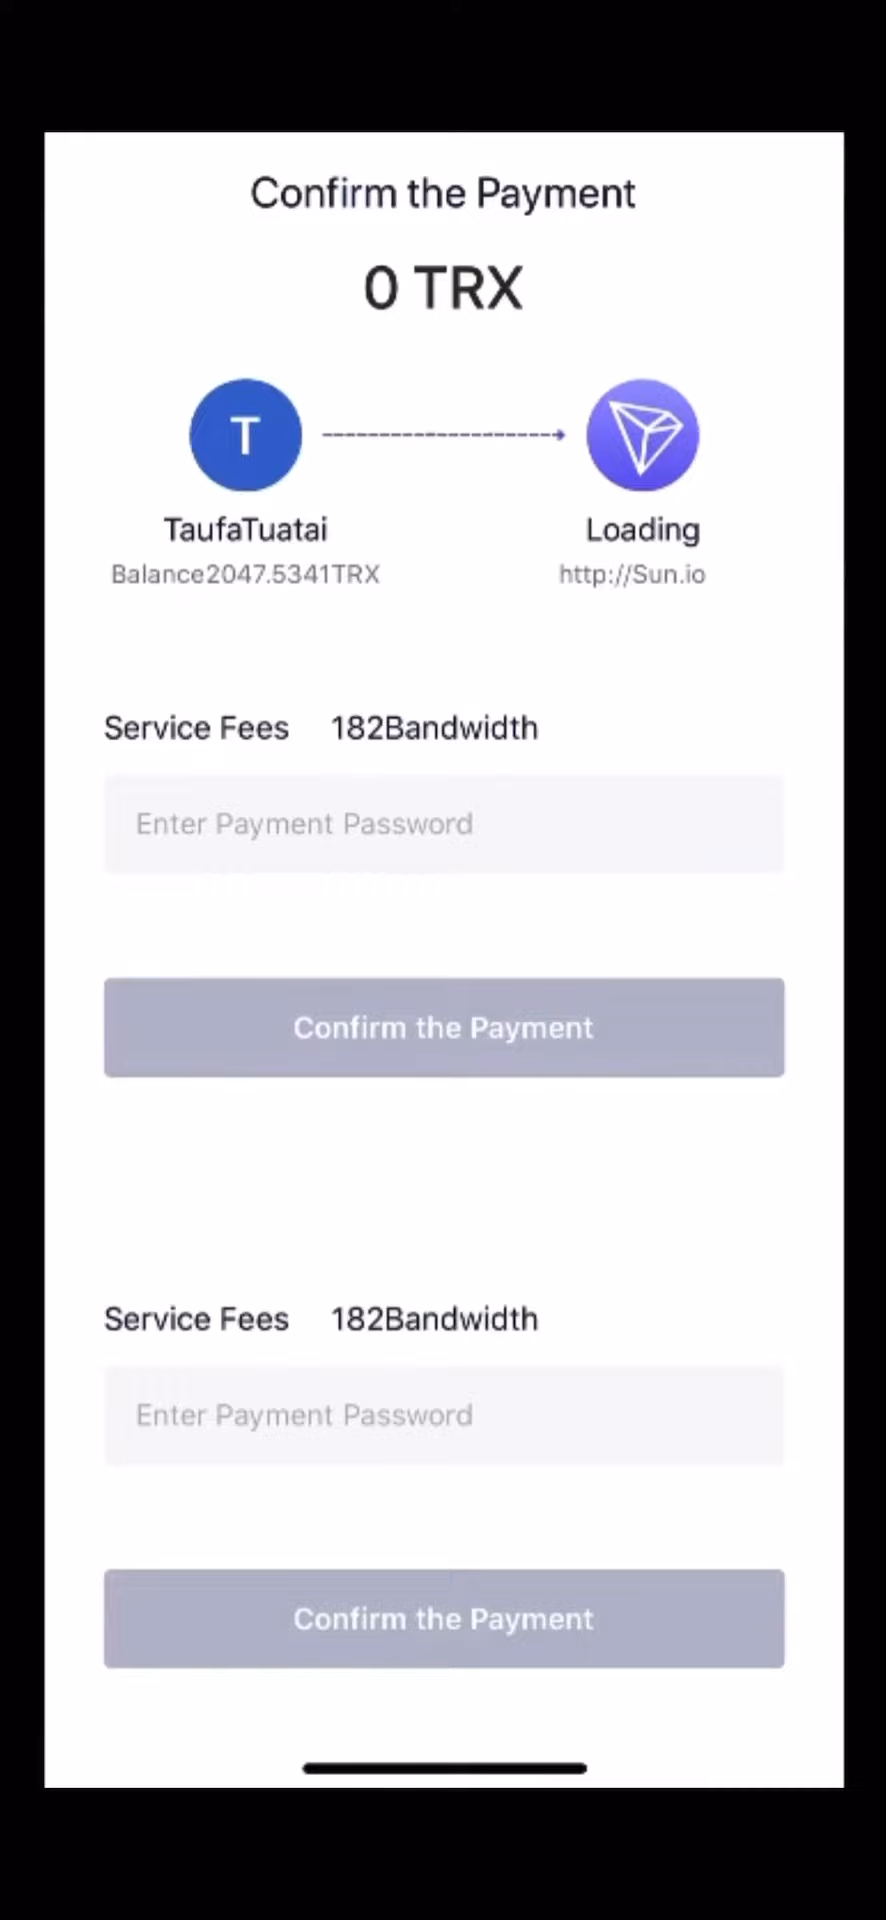 Confirm the Payment
0 TRX
T
TaufaTuatai Loading
Balance2047.5341TRX http://Sun.io
Service Fees 182Bandwidth
Enter Payment Password
Confirm the Payment
Service Fees 182Bandwidth
Enter Payment Password
Confirm the Payment